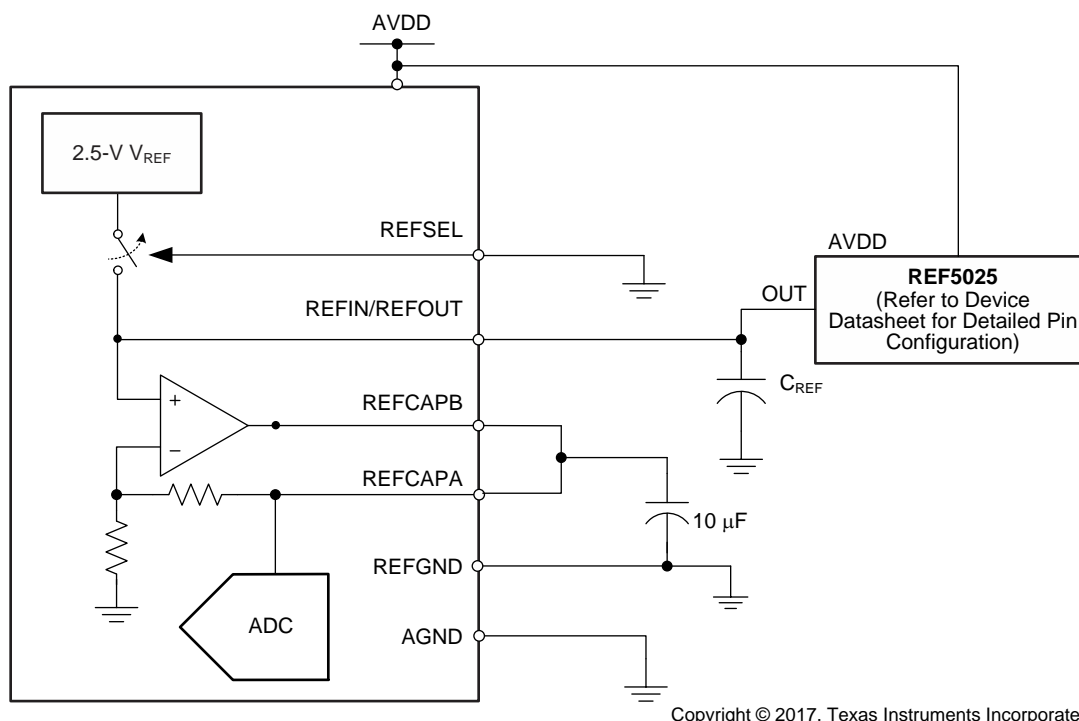 AVDD
2.5-V VREF
REFSEL
AVDD
REF5025
(Refer to Device
Datasheet for Detailed Pin
Configuration)
OUT
REFIN/REFOUT
CREF
+
−
REFCAPB
REFCAPA
10 μF
REFGND
ADC
AGND
Copyright © 2017, Texas Instruments Incorporate